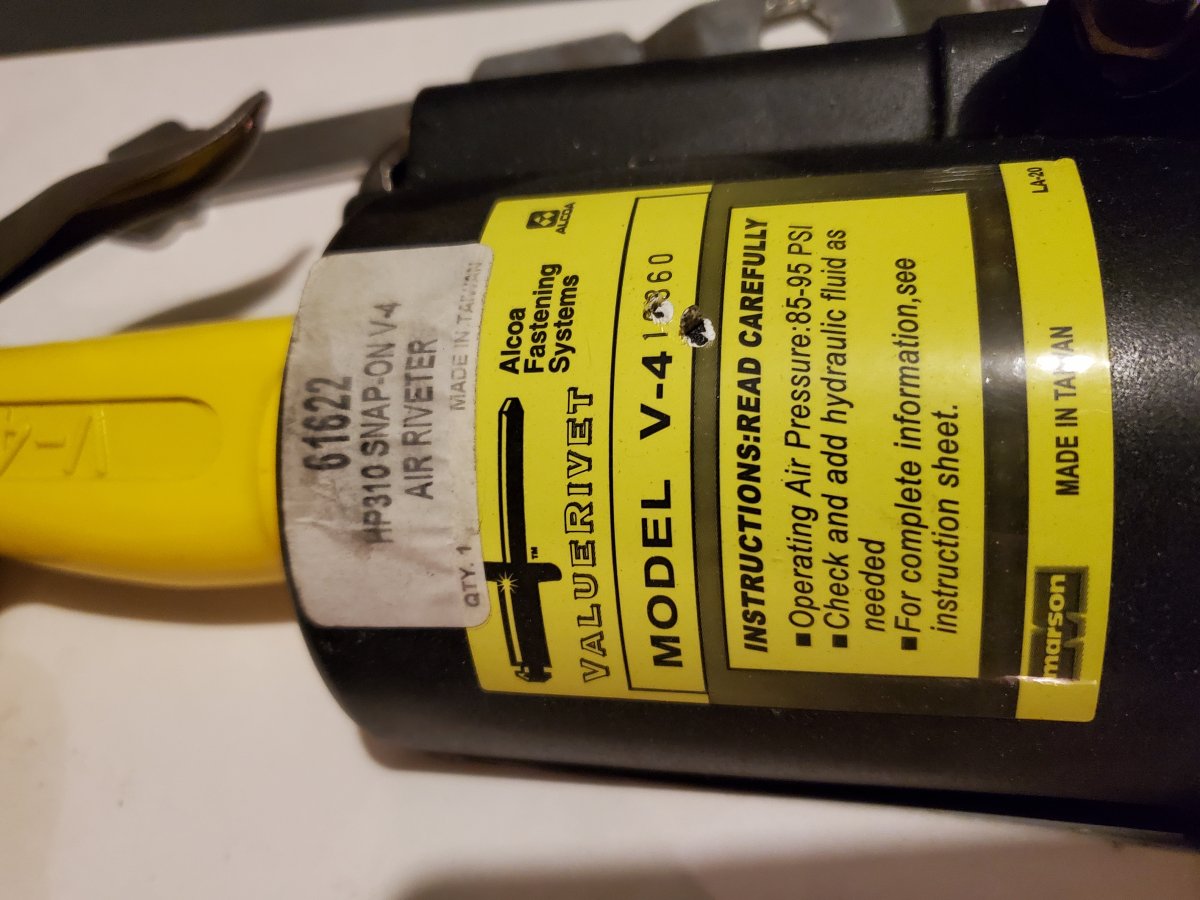 V-4
61622
HP310 SNAP-ON V-4
AIR RIVETER
QTY. 1 MADE IN TAIWAN
ALCOA
Alcoa
Fastening
Systems
™
VALUERIVET
MODEL V-4
INSTRUCTIONS:READ CAREFULLY
■Operating Air Pressure:85-95 PSI
■Check and add hydraulic fluid as
needed
■For complete information,see
instruction sheet.
marson MADE IN TAIWAN LA-20